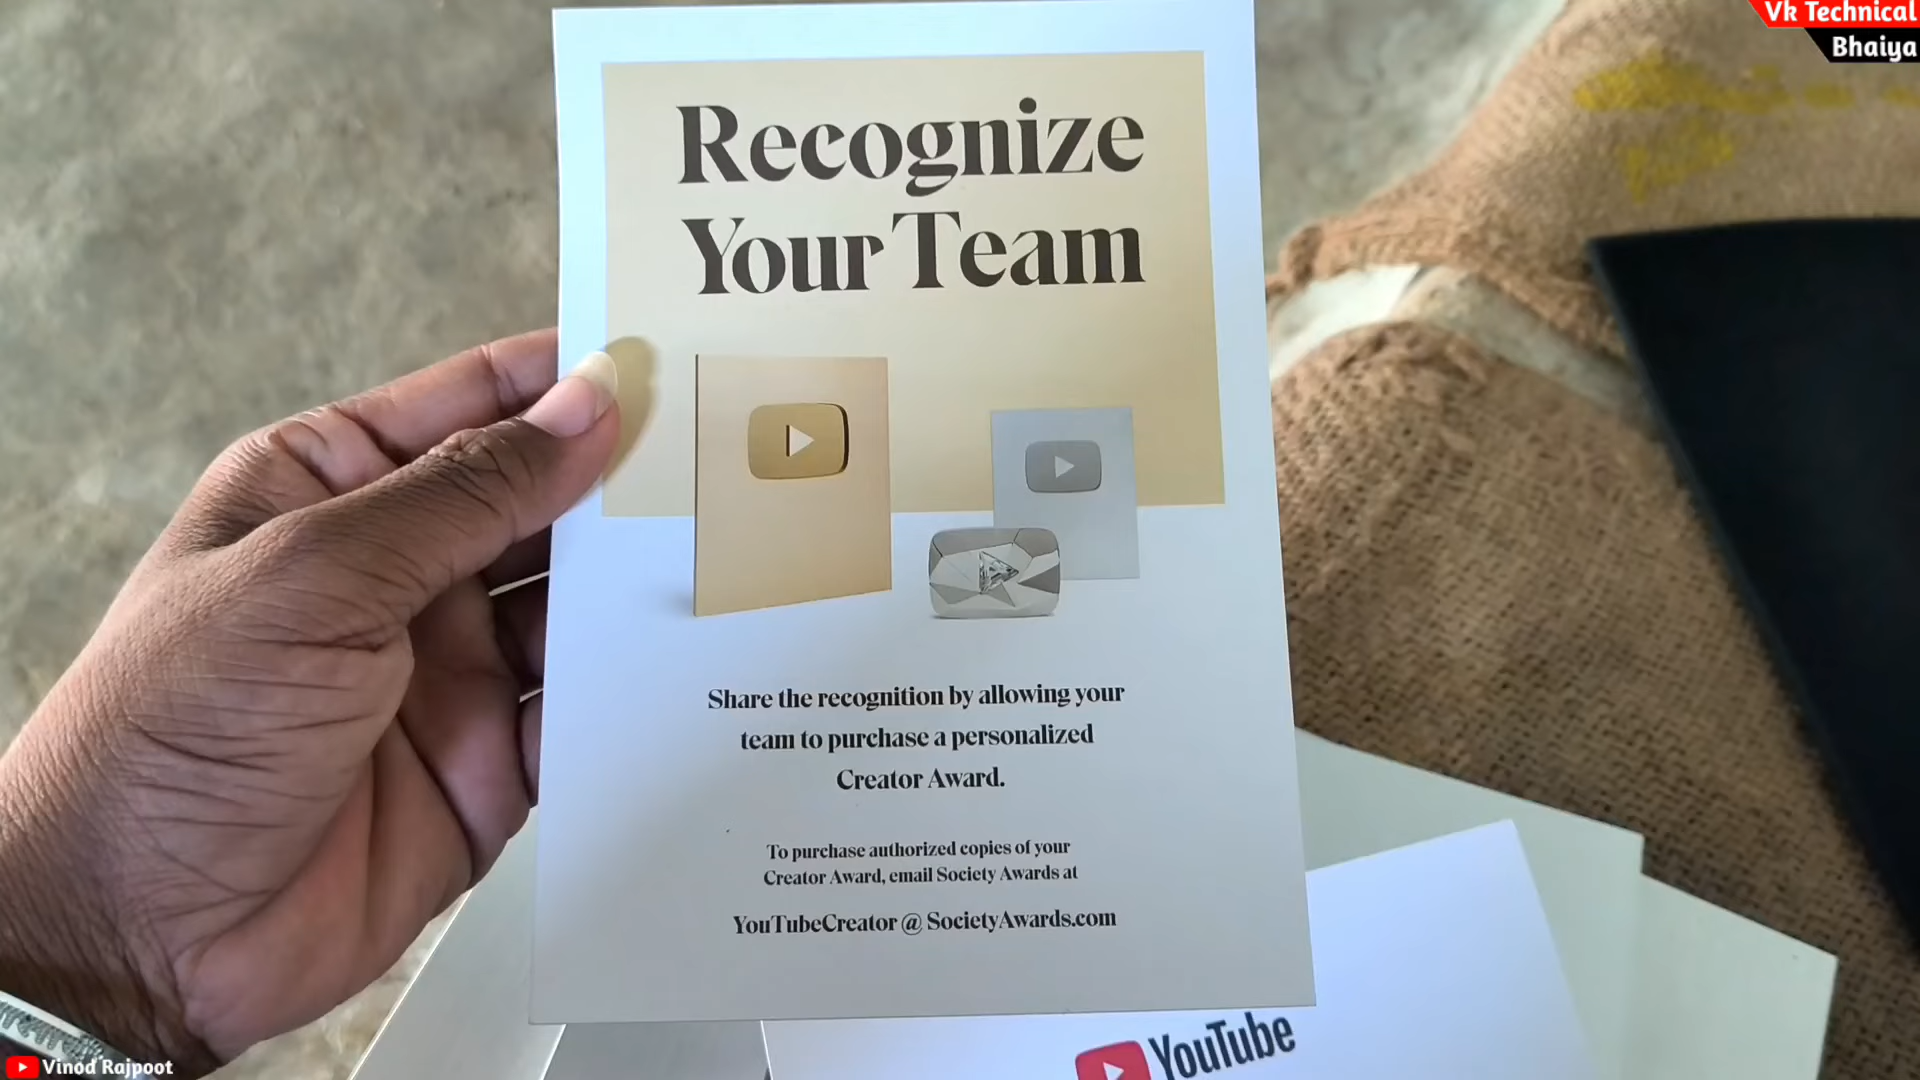 Vk Technical
Bhaiya
Recognize
Your Team
Share the recognition by allowing your
team to purchase a personalized
Creator Award.
To purchase authorized copies of your
Creator Award, email Society Awards at
YouTubeCreator @ SocietyAwards.com
YouTube
Vinod Rajpoot